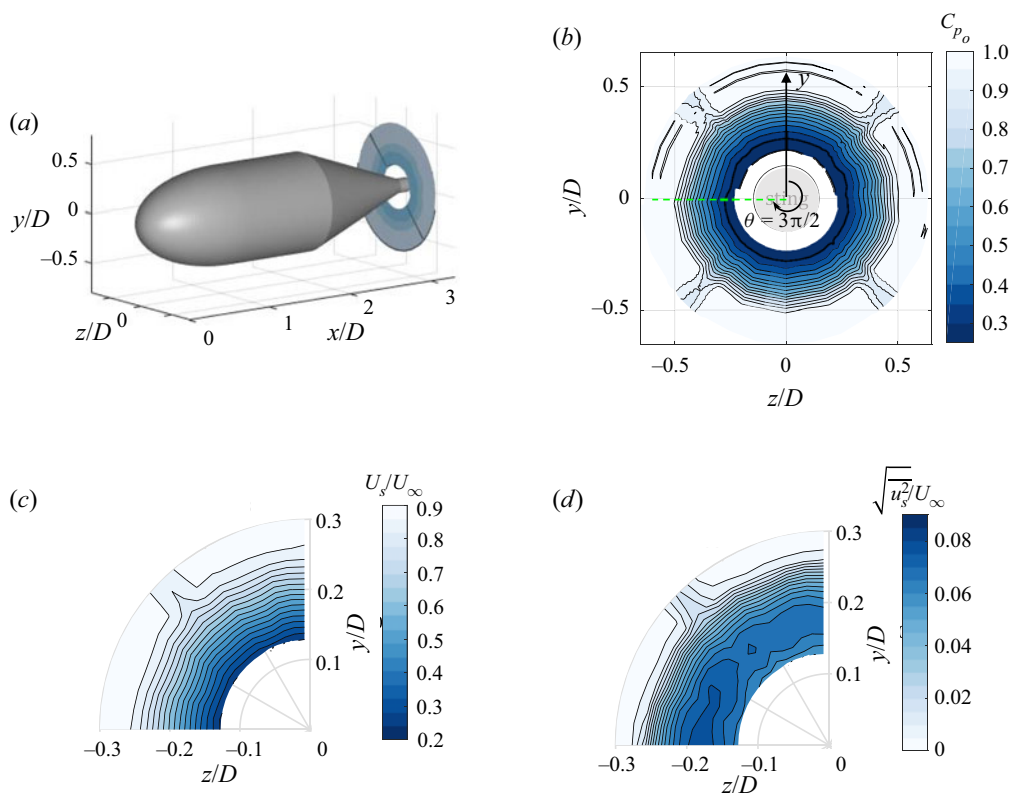 (a)
0.5
0
−0.5
y/D
z/D
0
0
1
2
3
x/D
(b)
C_{p_o}
1.0
0.9
0.8
0.7
0.6
0.5
0.4
0.3
y
sting
θ = 3π/2
0.5
0
−0.5
y/D
−0.5
0
0.5
z/D
(c)
U_s/U_∞
0.9
0.8
0.7
0.6
0.5
0.4
0.3
0.2
0.3
0.2
0.1
y/D
−0.3
−0.2
−0.1
0
z/D
(d)
√\overline{u_s^2}/U_∞
0.08
0.06
0.04
0.02
0
0.3
0.2
0.1
y/D
−0.3
−0.2
−0.1
0
z/D